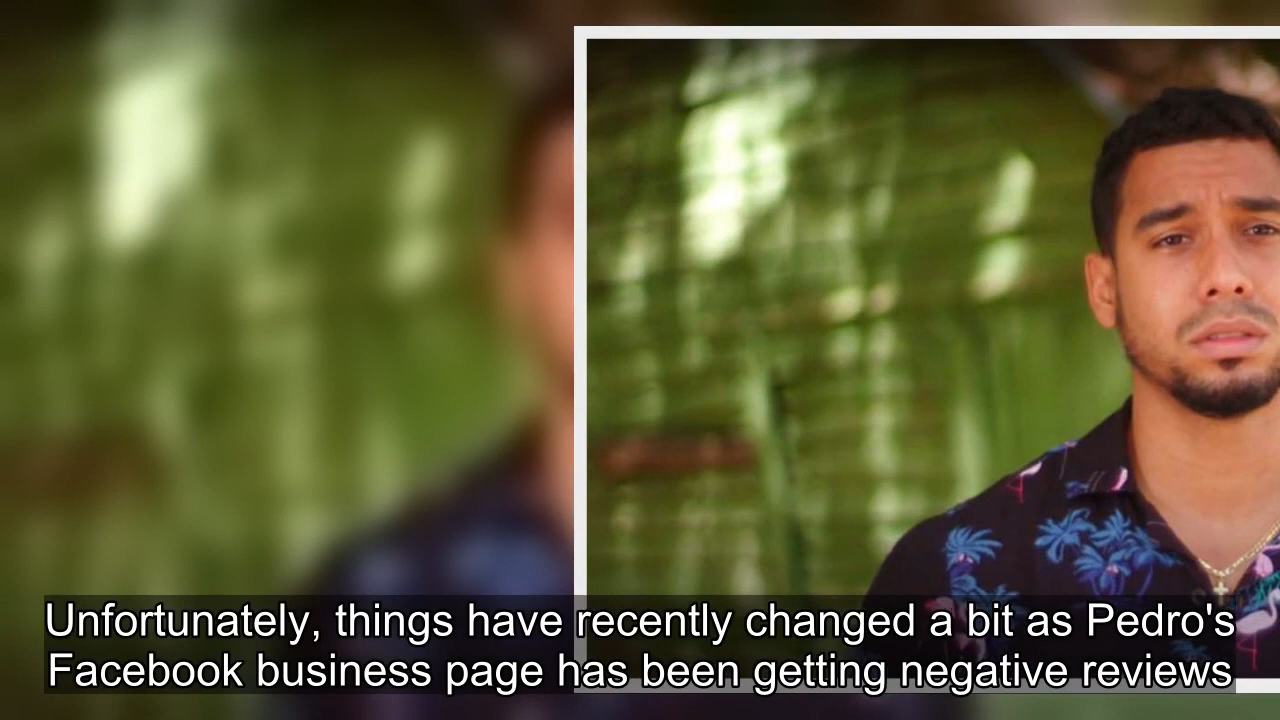 Unfortunately, things have recently changed a bit as Pedro's
Facebook business page has been getting negative reviews